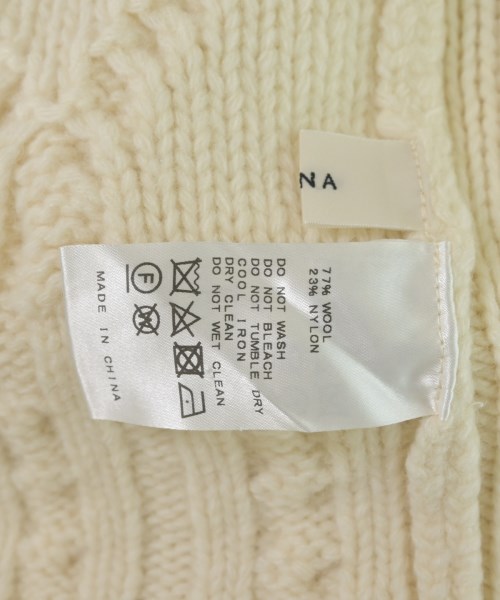 77% WOOL
23% NYLON
DO NOT WASH
DO NOT BLEACH
DO NOT TUMBLE DRY
COOL IRON
DRY CLEAN
DO NOT WET CLEAN
F
W
MADE IN CHINA
NA